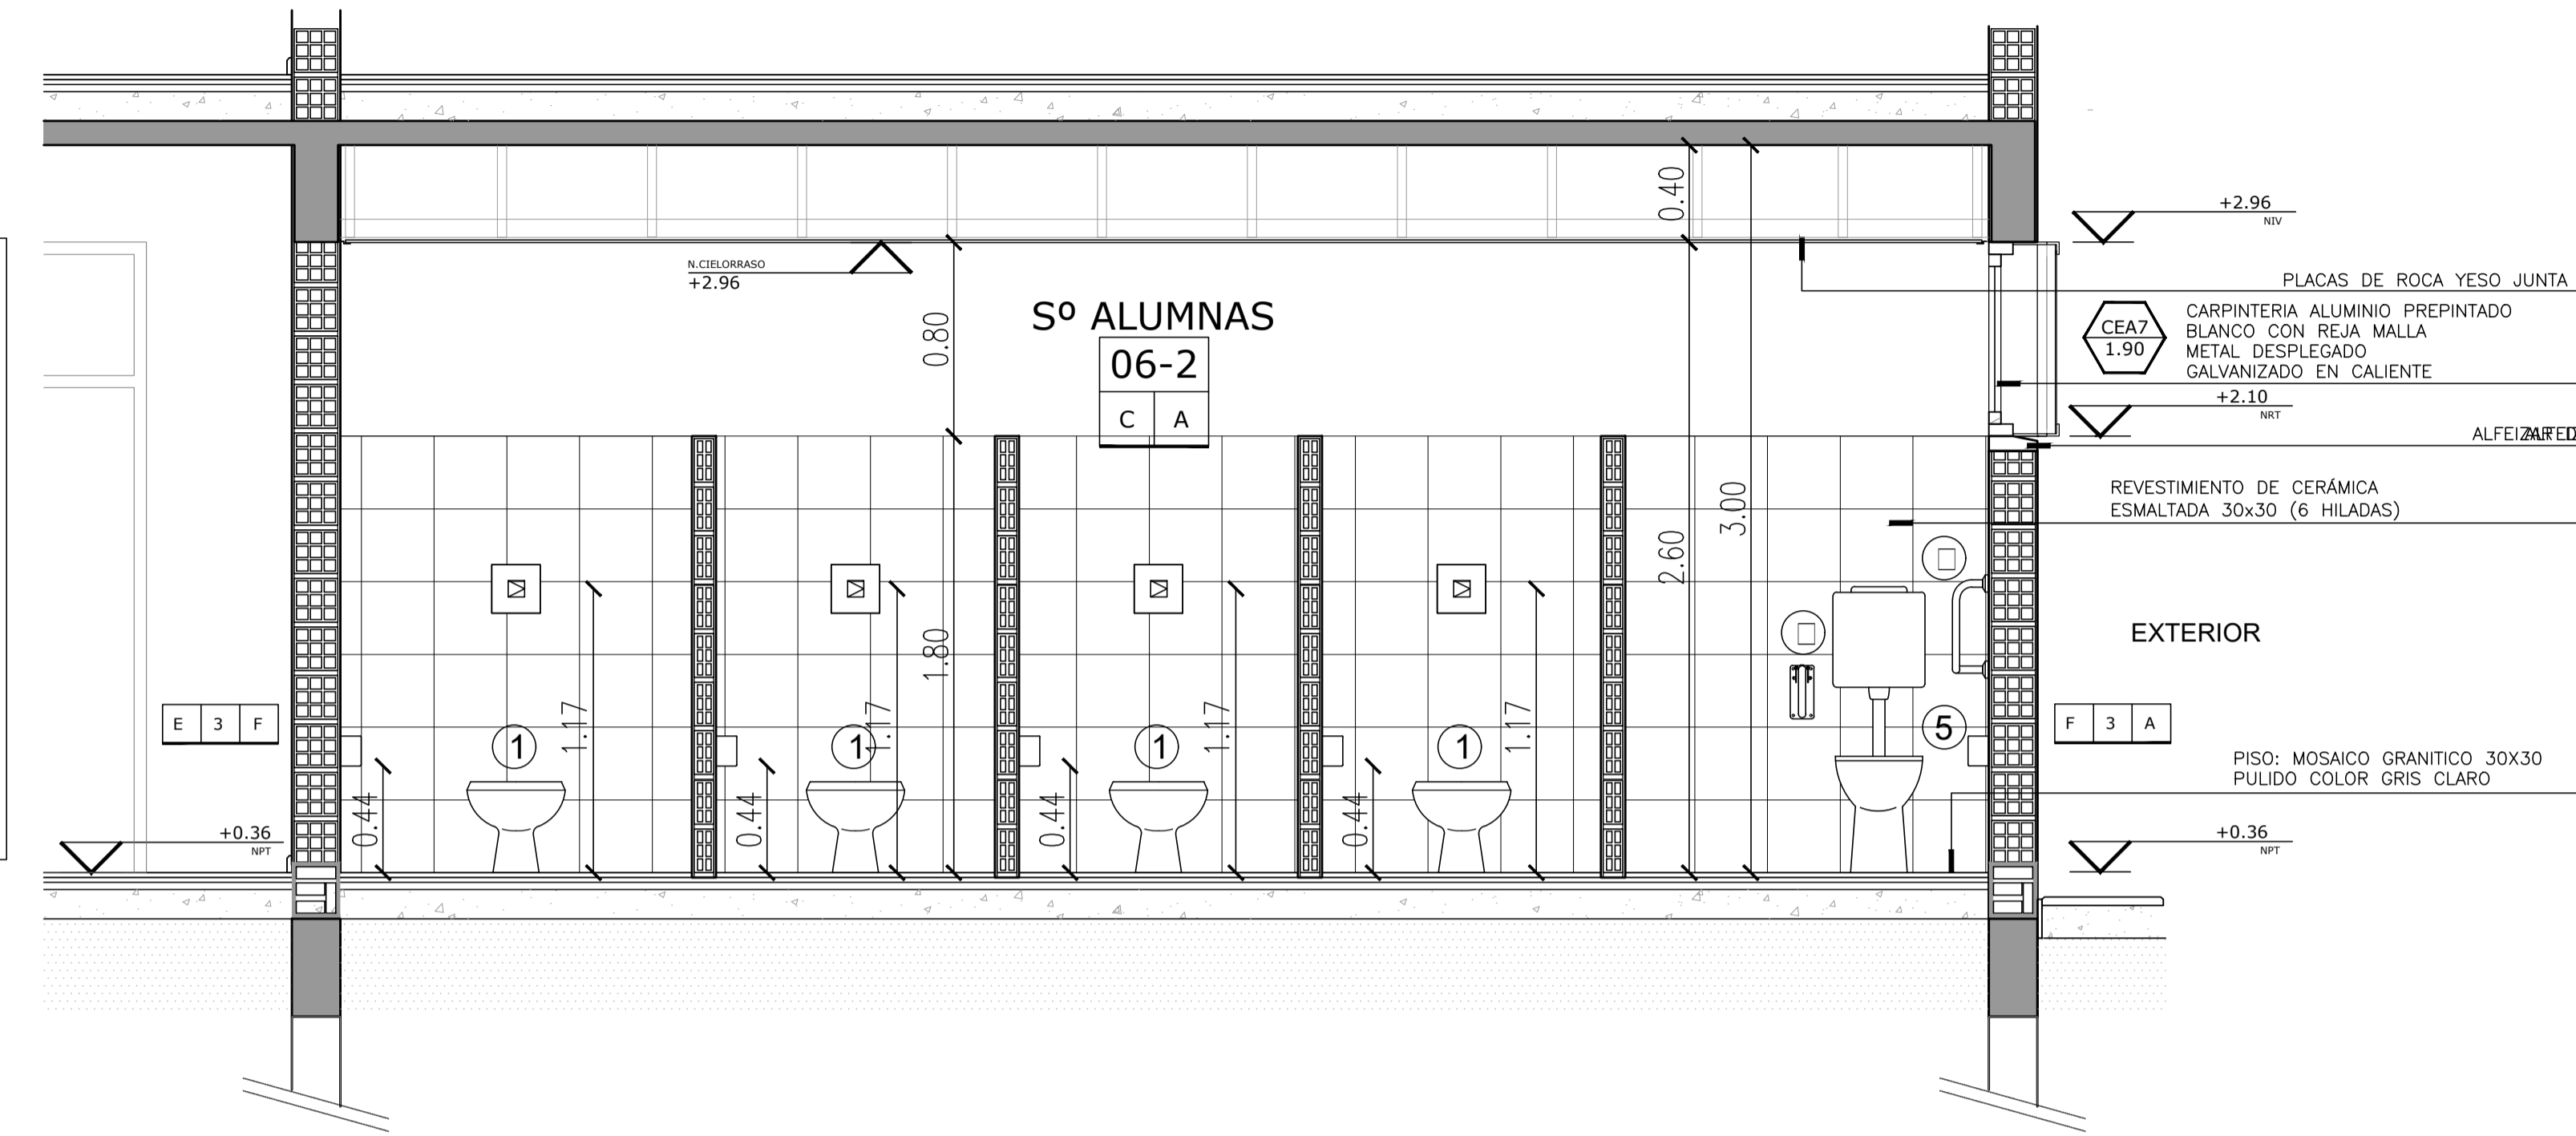 +2.96
NIV
0.40
N.CIELORRASO
+2.96
PLACAS DE ROCA YESO JUNTA
Sº ALUMNAS
06-2
C A
0.80
CEA7
1.90
CARPINTERIA ALUMINIO PREPINTADO
BLANCO CON REJA MALLA
METAL DESPLEGADO
GALVANIZADO EN CALIENTE
+2.10
NRT
REVESTIMIENTO DE CERÁMICA
ESMALTADA 30x30 (6 HILADAS)
3.00
2.60
1.80
EXTERIOR
E 3 F
F 3 A
1.17
1.17
1.17
1.17
1
1
1
1
5
PISO: MOSAICO GRANITICO 30X30
PULIDO COLOR GRIS CLARO
0.44
0.44
0.44
0.44
+0.36
NPT
+0.36
NPT